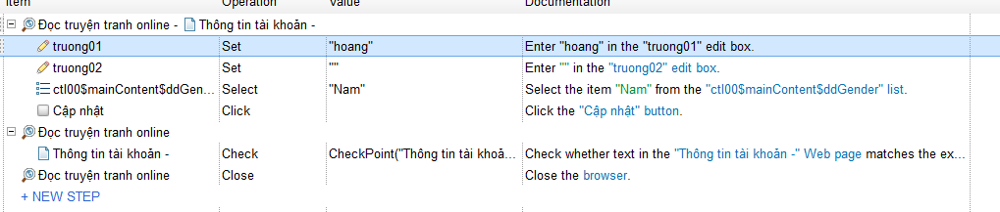 Item Operation Value Documentation
Đọc truyện tranh online - Thông tin tài khoản -
truong01 Set "hoang" Enter "hoang" in the "truong01" edit box.
truong02 Set "" Enter "" in the "truong02" edit box.
ctl00$mainContent$ddGen... Select "Nam" Select the item "Nam" from the "ctl00$mainContent$ddGender" list.
Cập nhật Click Click the "Cập nhật" button.
Đọc truyện tranh online
Thông tin tài khoản - Check CheckPoint("Thông tin tài khoả... Check whether text in the "Thông tin tài khoản -" Web page matches the ex...
Đọc truyện tranh online Close Close the browser.
+ NEW STEP